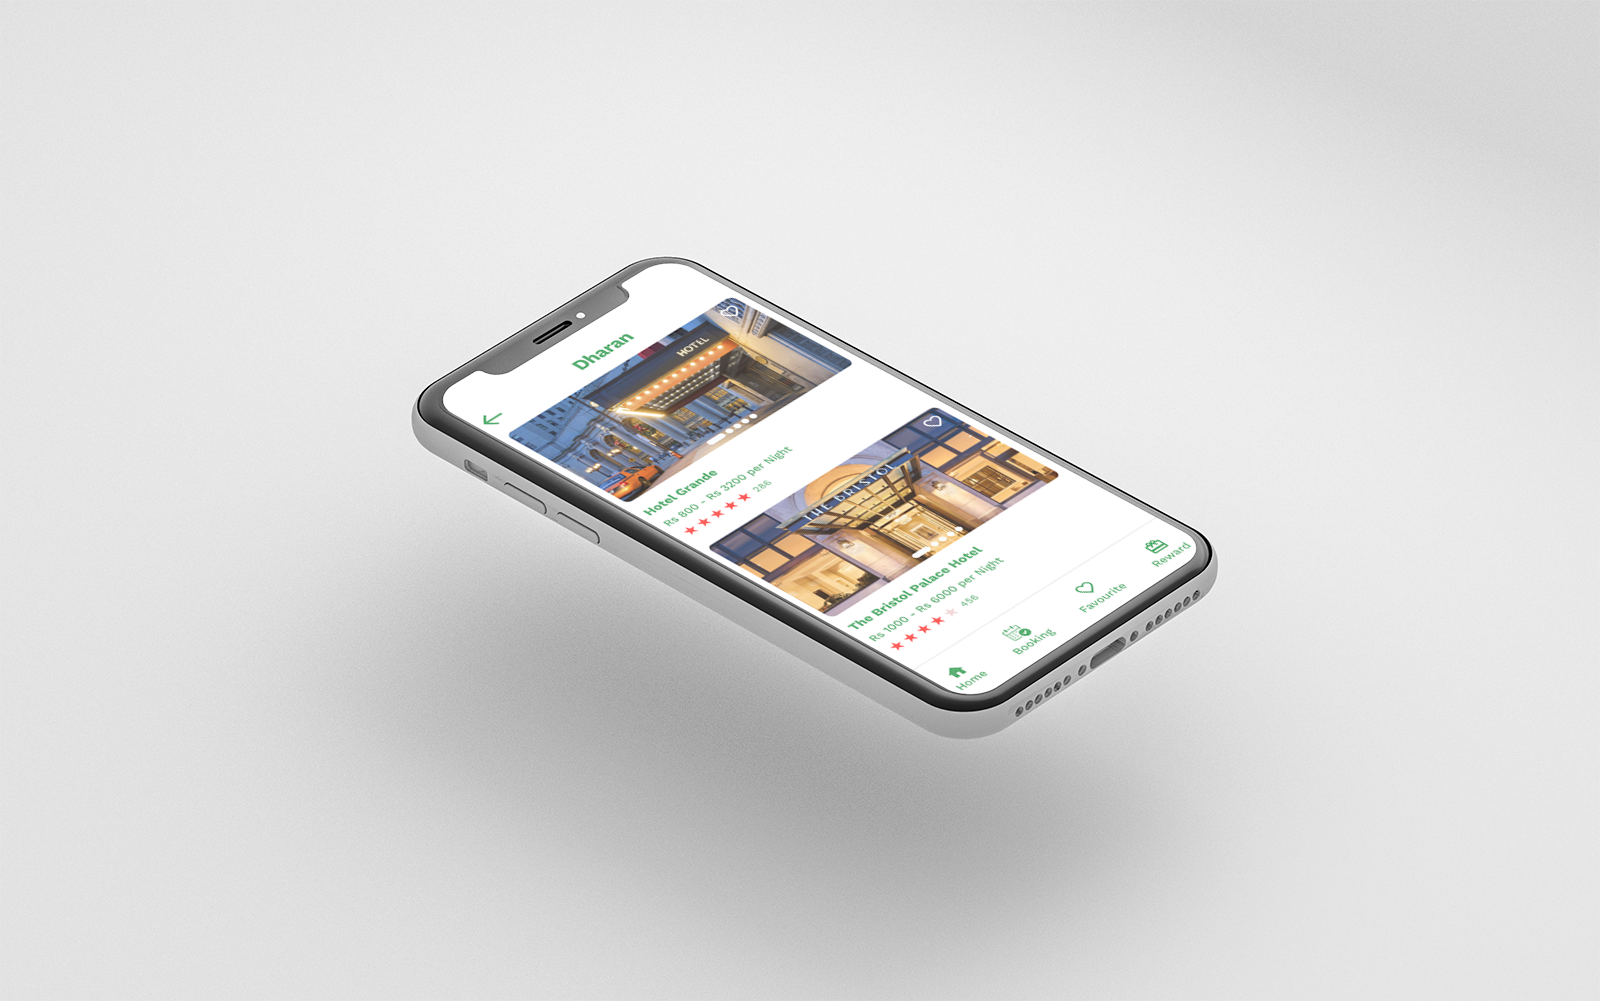 Dharan
HOTEL
Hotel Grande
Rs 800 - Rs 3200 per Night
286
THE BRISTOL
The Bristol Palace Hotel
Rs 1000 - Rs 6000 per Night
456
Home
Booking
Favourite
Reward